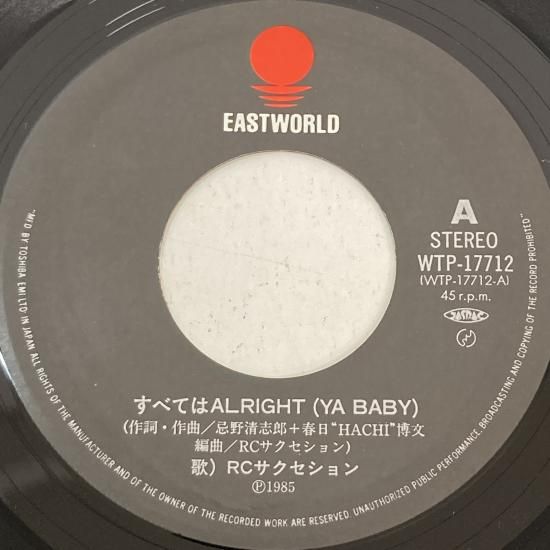 EASTWORLD
A
STEREO
WTP-17712
(WTP-17712-A)
45 r.p.m.
JASRAC
すべてはALRIGHT (YA BABY)
(作詞・作曲/忌野清志郎+春日“HACHI”博文
編曲/RCサクセション)
歌) RCサクセション
Ⓟ1985
"MF'D BY TOSHIBA EMI LTD IN JAPAN ALL RIGHTS OF THE MANUFACTURER AND OF THE OWNER OF THE RECORDED WORK ARE RESERVED. UNAUTHORIZED PUBLIC PERFORMANCE, BROADCASTING AND COPYING OF THE RECORD PROHIBITED"